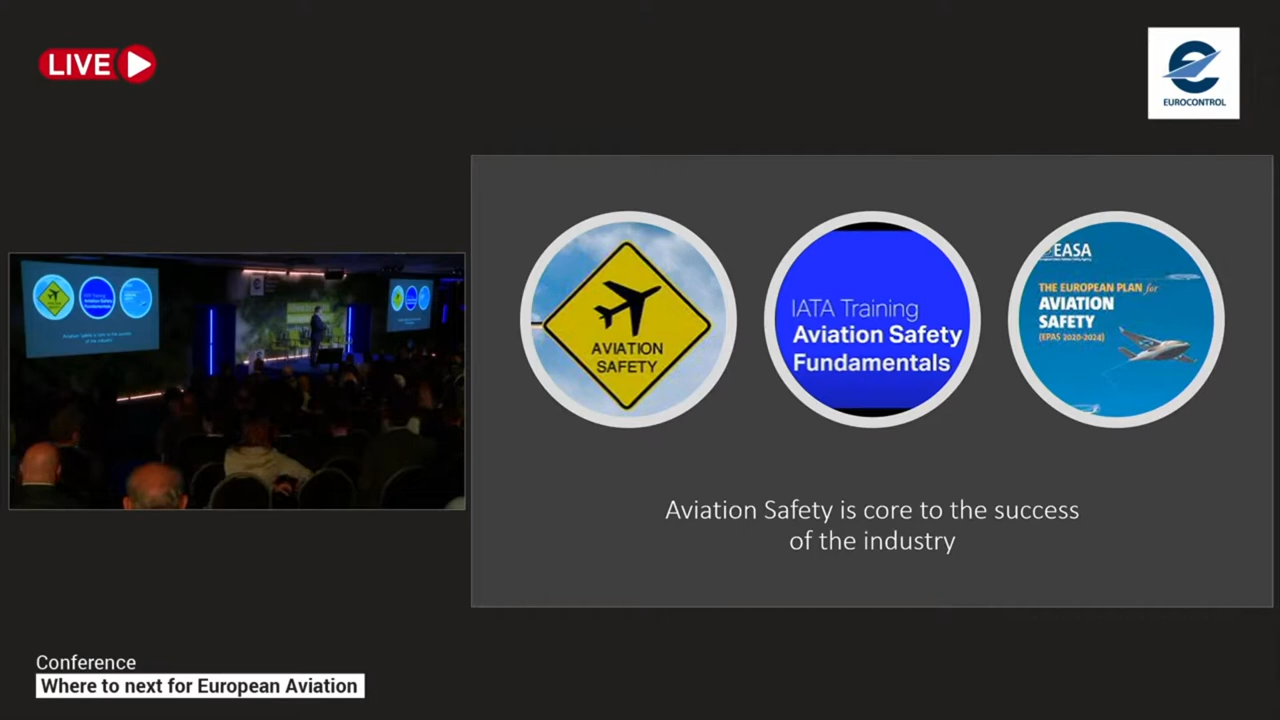 LIVE
EUROCONTROL
AVIATION
SAFETY
IATA Training
Aviation Safety
Fundamentals
EASA
THE EUROPEAN PLAN for
AVIATION
SAFETY
(EPAS 2020-2024)
Aviation Safety is core to the success
of the industry
Conference
Where to next for European Aviation